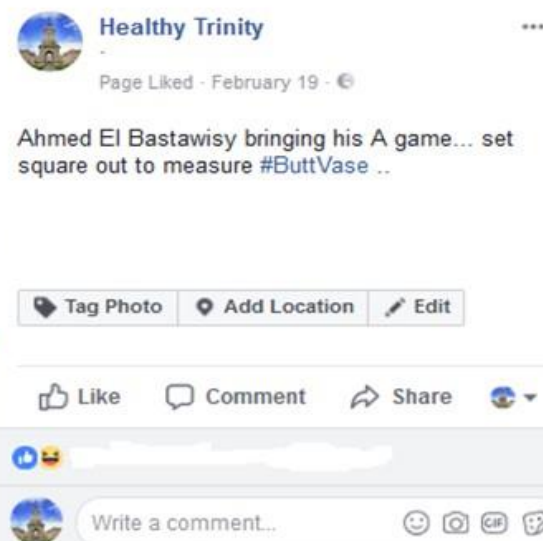 Healthy Trinity
Page Liked · February 19 ·
Ahmed El Bastawisy bringing his A game... set
square out to measure #ButtVase ..
Tag Photo Add Location Edit
Like Comment Share
Write a comment... GIF